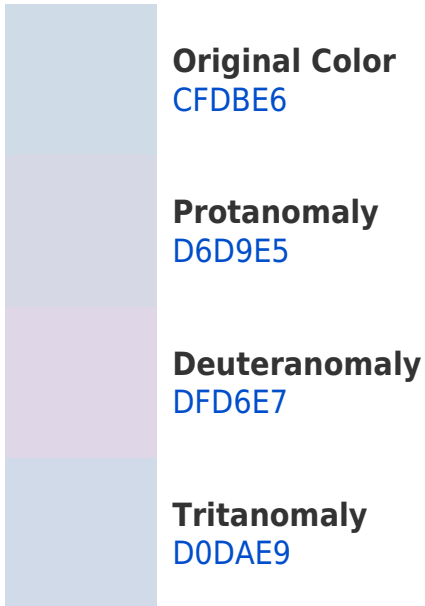 Original Color
CFDBE6
Protanomaly
D6D9E5
Deuteranomaly
DFD6E7
Tritanomaly
D0DAE9